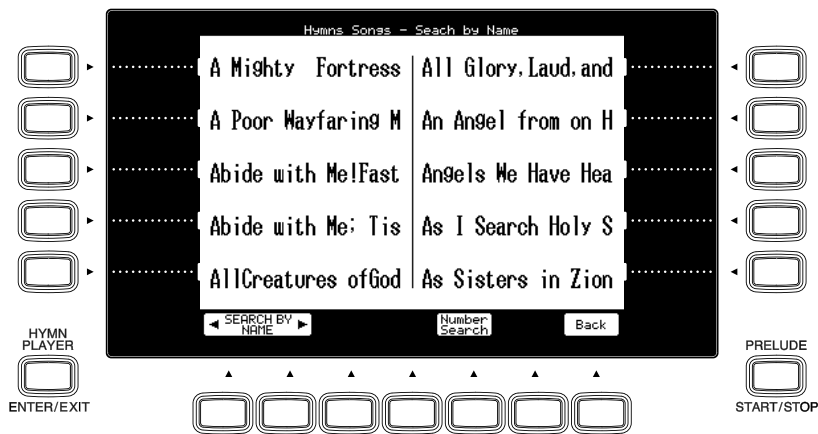 Hymns Songs - Seach by Name
A Mighty Fortress
A Poor Wayfaring M
Abide with Me!Fast
Abide with Me; Tis
AllCreatures ofGod
All Glory,Laud,and
An Angel from on H
Angels We Have Hea
As I Search Holy S
As Sisters in Zion
SEARCH BY
NAME
Number
Search
Back
HYMN
PLAYER
ENTER/EXIT
PRELUDE
START/STOP